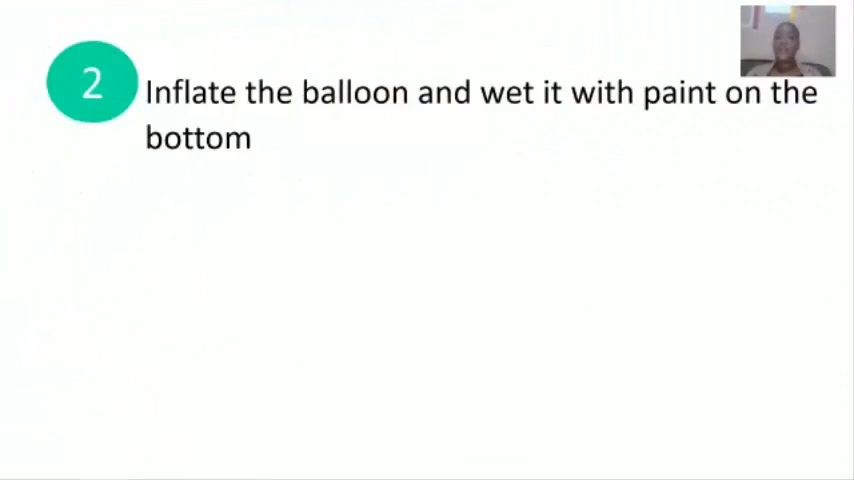 2
Inflate the balloon and wet it with paint on the
bottom